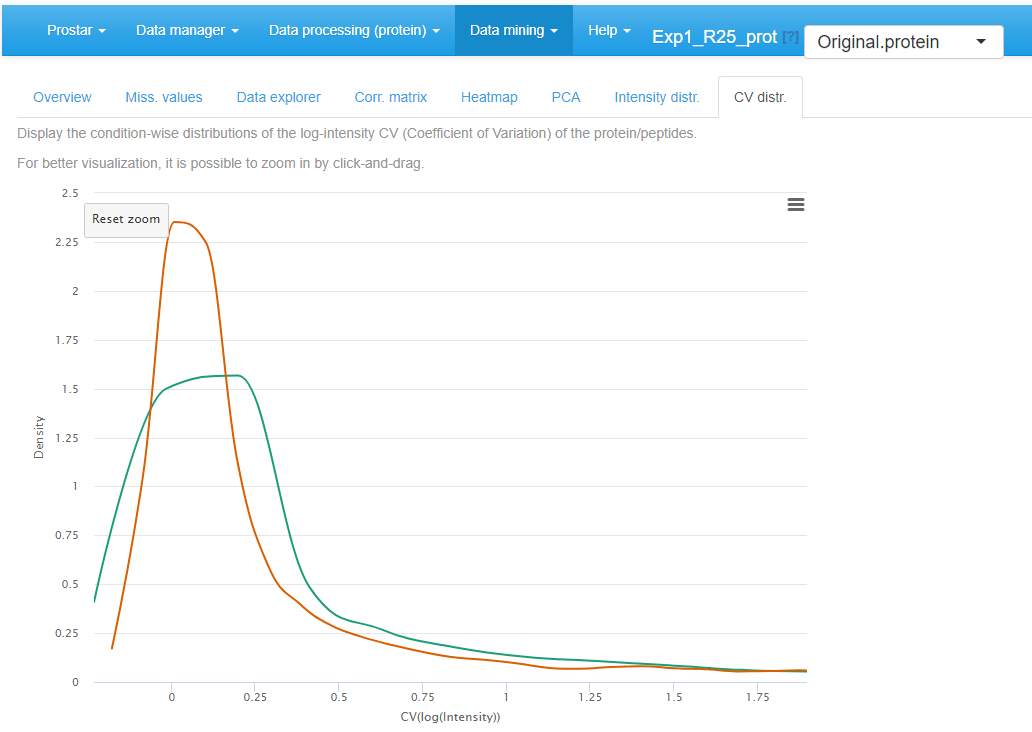 Prostar Data manager Data processing (protein) Data mining Help Exp1_R25_prot [?] Original.protein
Overview Miss. values Data explorer Corr. matrix Heatmap PCA Intensity distr. CV distr.
Display the condition-wise distributions of the log-intensity CV (Coefficient of Variation) of the protein/peptides.
For better visualization, it is possible to zoom in by click-and-drag.
2.5
Reset zoom
2.25
2
1.75
1.5
1.25
1
0.75
0.5
0.25
0
Density
0 0.25 0.5 0.75 1 1.25 1.5 1.75
CV(log(Intensity))